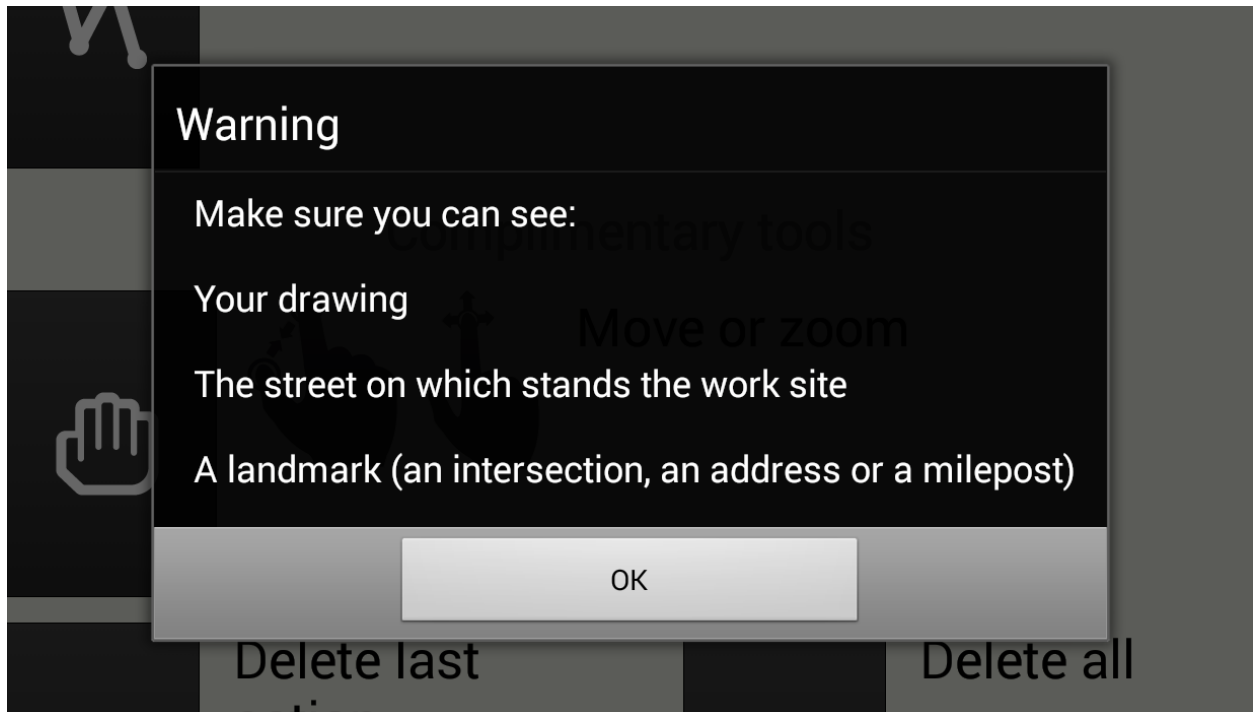 Warning
Make sure you can see:
Complimentary tools
Your drawing
Move or zoom
The street on which stands the work site
A landmark (an intersection, an address or a milepost)
OK
Delete last
Delete all